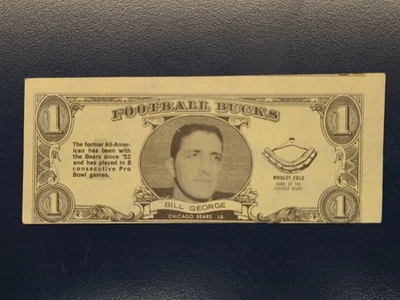 1 FOOTBALL BUCKS 1
The former All-Amer-
ican has been with
the Bears since '52
and has played in 8
consecutive Pro
Bowl games.
WRIGLEY FIELD
HOME OF THE
CHICAGO BEARS
BILL GEORGE
CHICAGO BEARS LB
1 1